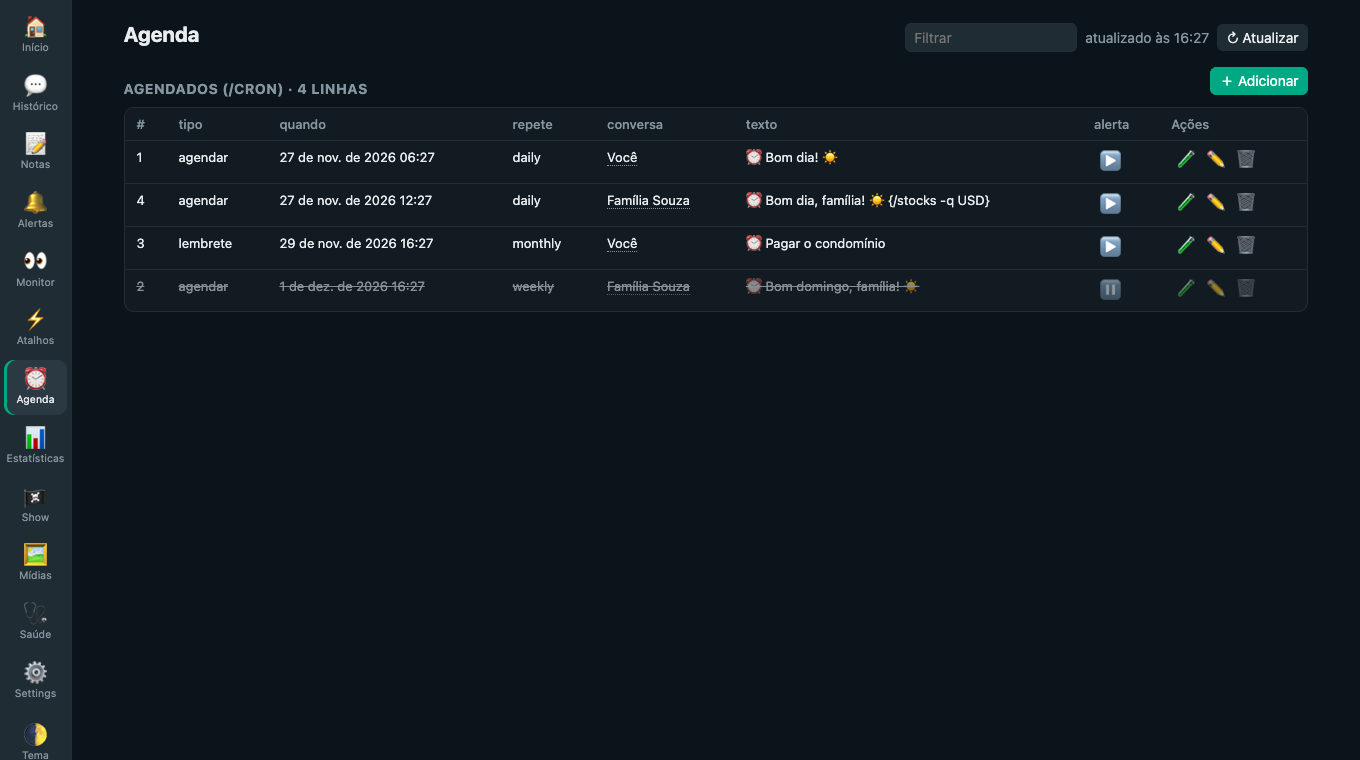 Início
Histórico
Notas
Alertas
Monitor
Atalhos
Agenda
Estatísticas
Show
Mídias
Saúde
Settings
Tema
Agenda
Filtrar
atualizado às 16:27
↻ Atualizar
AGENDADOS (/CRON) · 4 LINHAS
+ Adicionar
# tipo quando repete conversa texto alerta Ações
1 agendar 27 de nov. de 2026 06:27 daily Você ⏰ Bom dia! ☀️ ▶️
4 agendar 27 de nov. de 2026 12:27 daily Família Souza ⏰ Bom dia, família! ☀️ {/stocks -q USD} ▶️
3 lembrete 29 de nov. de 2026 16:27 monthly Você ⏰ Pagar o condomínio ▶️
2 agendar 1 de dez. de 2026 16:27 weekly Família Souza ⏰ Bom domingo, família! ☀️ ⏸️